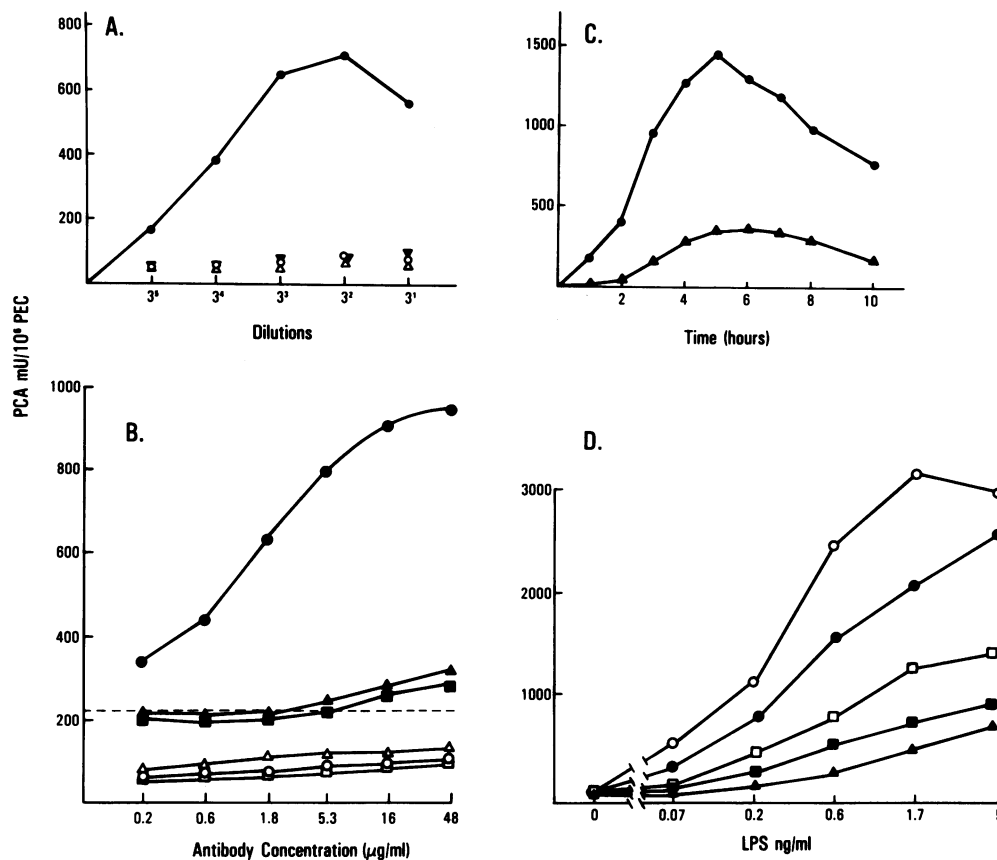 A.
800
600
400
200
3⁵ 3⁴ 3³ 3² 3¹
Dilutions
C.
1500
1000
500
2 4 6 8 10
Time (hours)
PCA mU/10⁶ PEC
B.
1000
800
600
400
200
0.2 0.6 1.8 5.3 16 48
Antibody Concentration (μg/ml)
D.
3000
2000
1000
0 0.07 0.2 0.6 1.7
LPS ng/ml